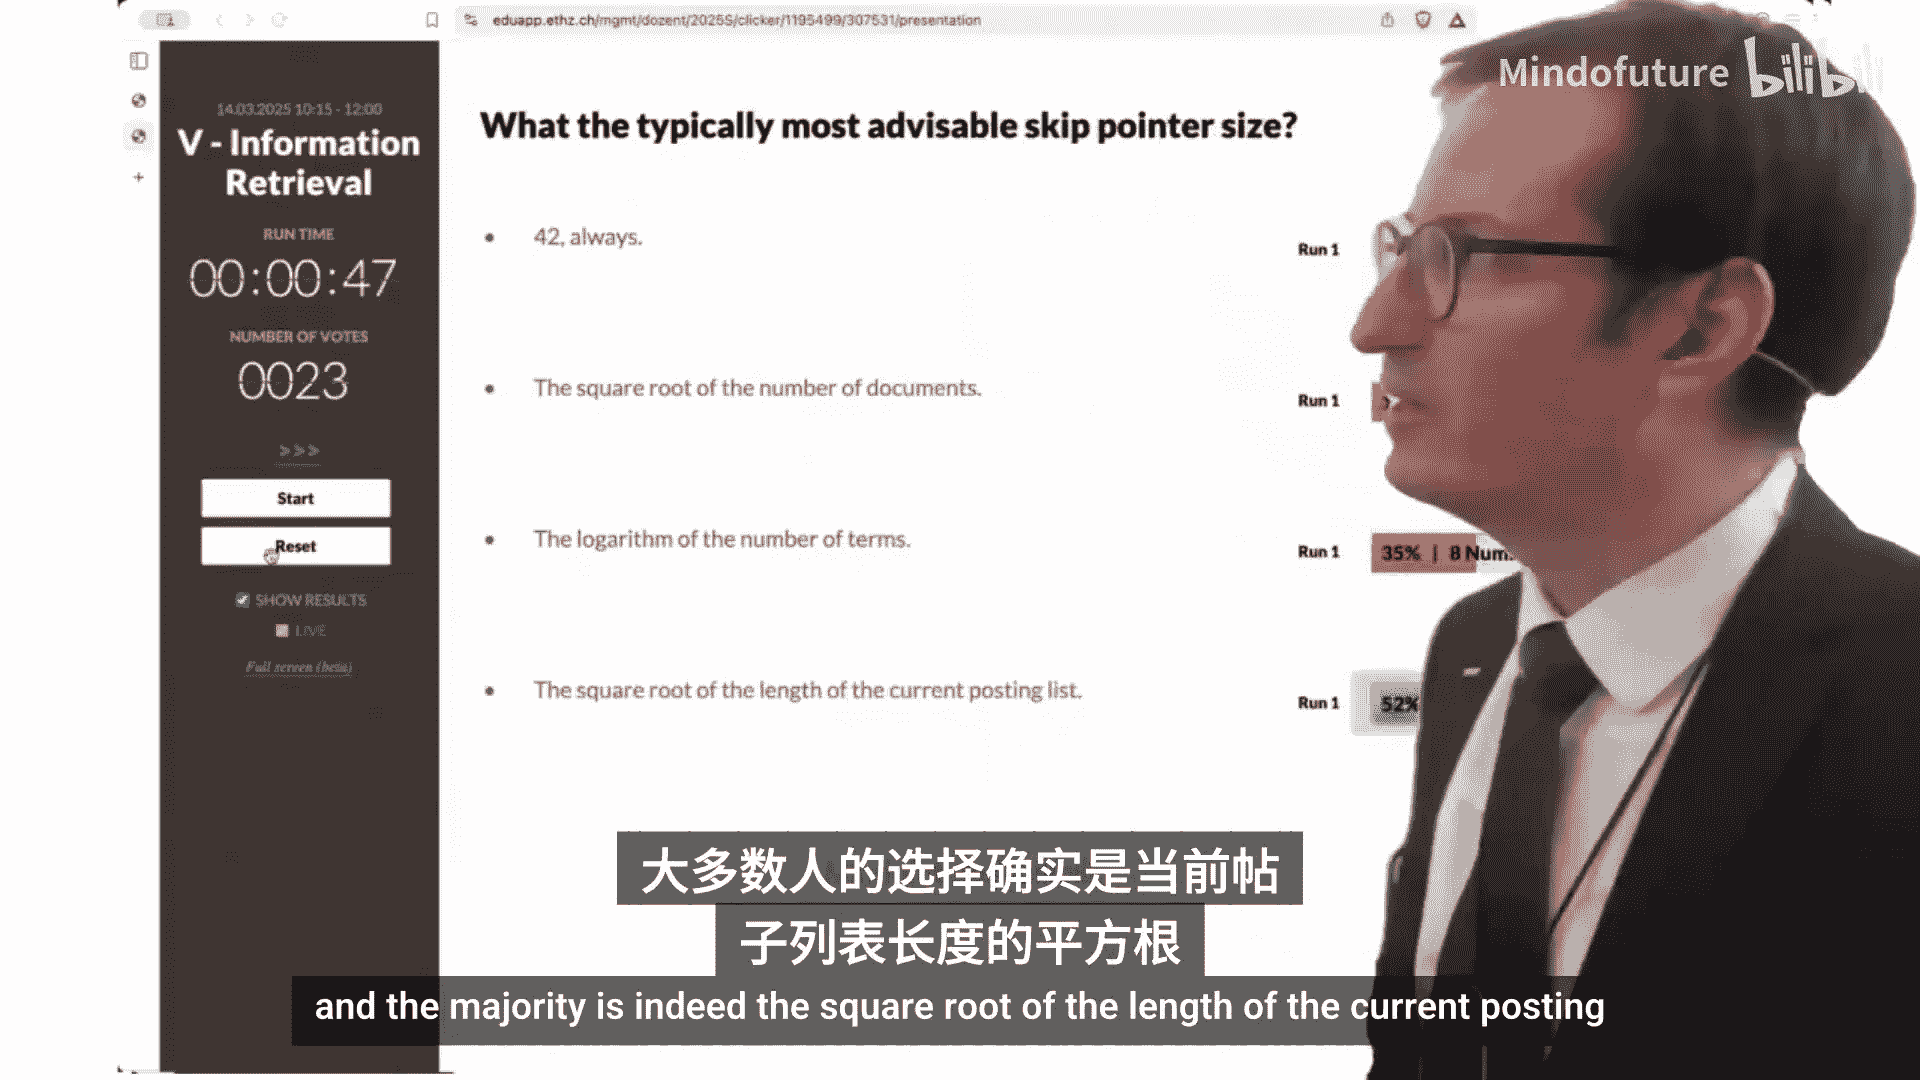 eduapp.ethz.ch/mgmt/dozent/2025S/clicker/1195499/307531/presentation
Mindofuture bilibili
14.03.2025 10:15 - 12:00
V - Information
Retrieval
RUN TIME
00:00:47
NUMBER OF VOTES
0023
>>>
Start
Reset
SHOW RESULTS
LIVE
Full screen (beta)
What the typically most advisable skip pointer size?
42, always.
Run 1
The square root of the number of documents.
Run 1
The logarithm of the number of terms.
Run 1
35% | 8 Num.
The square root of the length of the current posting list.
Run 1
52%
大多数人的选择确实是当前帖
子列表长度的平方根
and the majority is indeed the square root of the length of the current posting